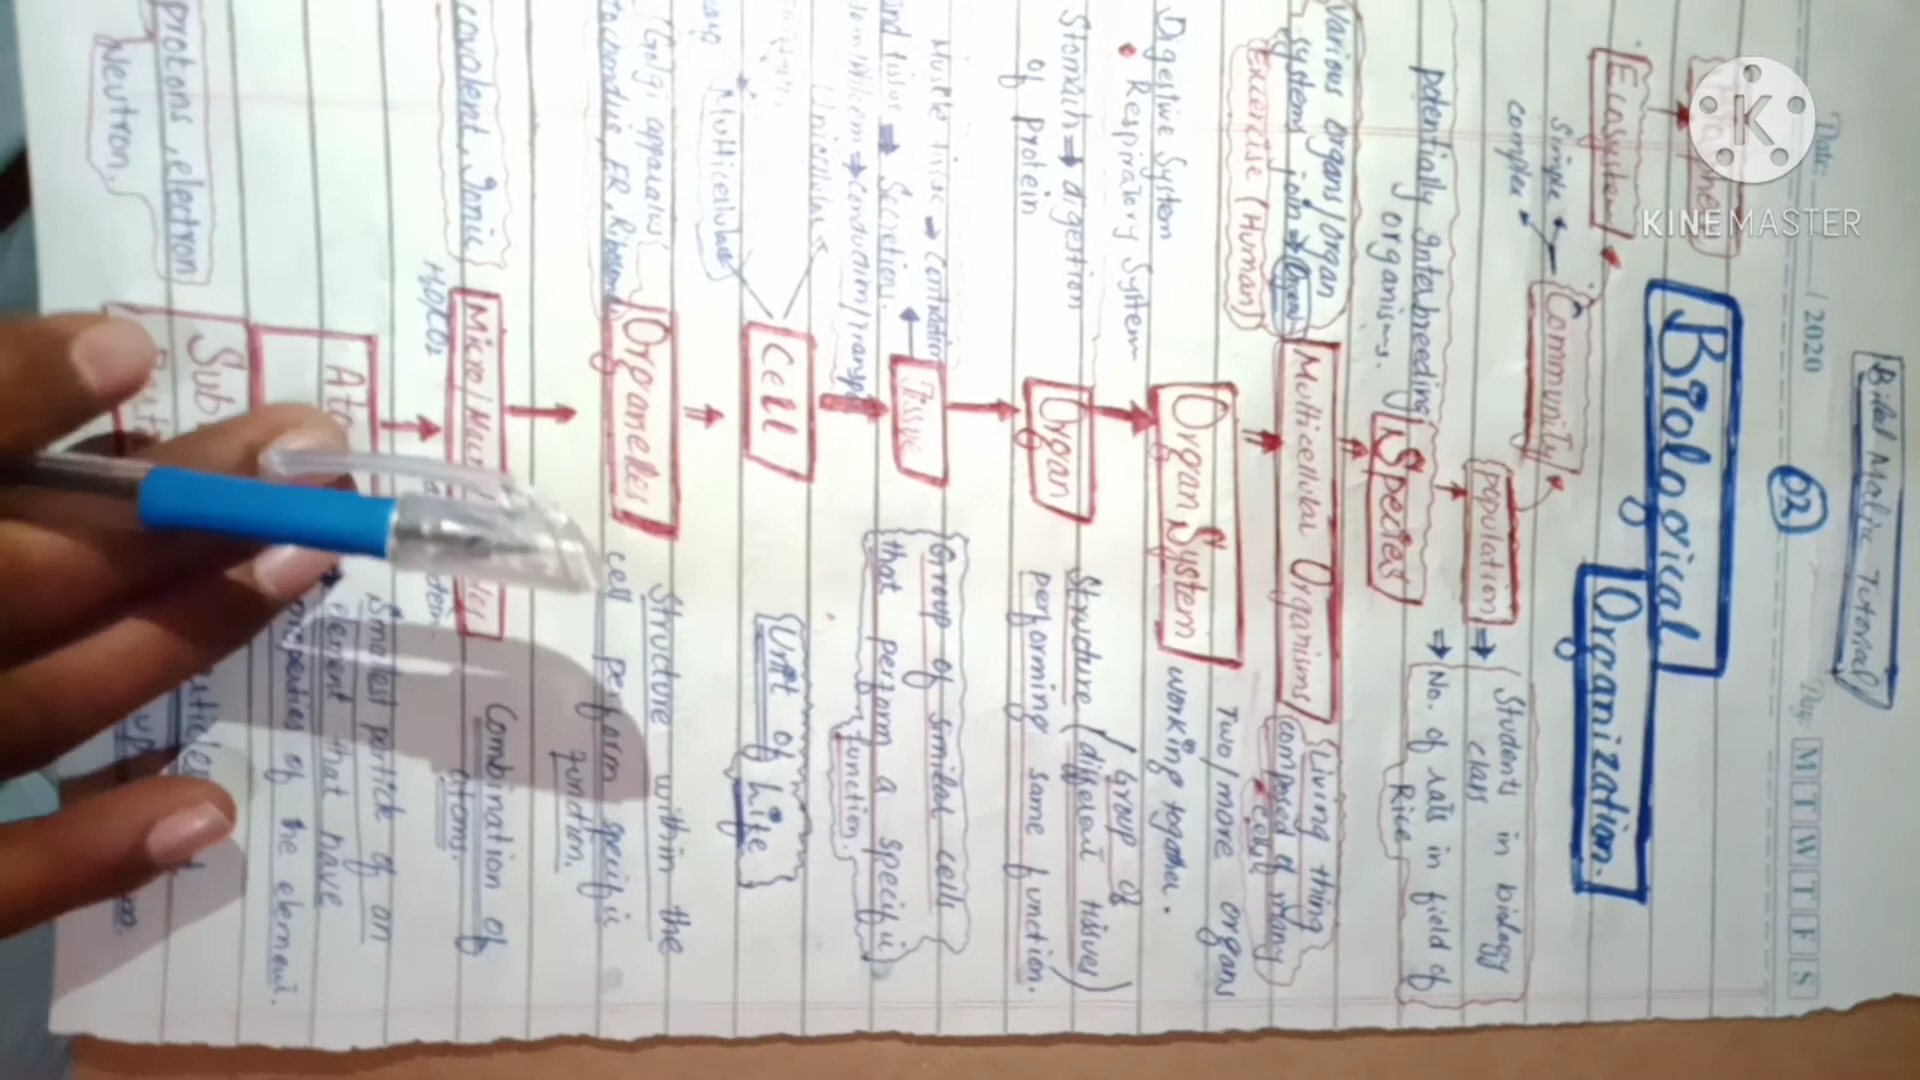 Bilal Matric Tutorial
Date: /2020 Day: M T W T F S
02
Biological
Organization.
KINEMASTER
Ecosystem
Community
Simple
complex
population → Students in biology
class
→ No. of rats in field of
Rice
potentially interbreeding
organisms.
Species
Various organs/organ
systems join →
Excercise (Human)
Multicellular Organisms
Living thing
composed of many
cells
Digestive System
• Respiratory System
Organ System
Two/more organs
working together.
Stomach → digestion
of protein
Organ
Group of
Structure (different tissues)
performing same function.
Muscle tissue →
→ Secretions.
Tissue
Group of similar cells
that perform a specific
function.
Unicellular
Multicellular
Cell
Unit of Life
Golgi apparatus
Organelles
Structure within the
cell perform specific
function.
covalent, Ionic
Micro/
Combination of
atoms.
Ato
Smallest particle of an
element that have
properties of the element.
protons, electron
Neutron.
Sub